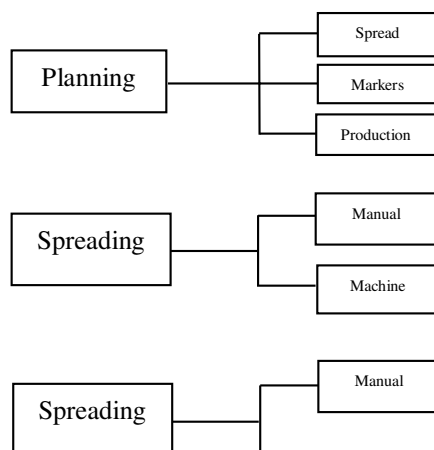 Planning
Spread
Markers
Production
Spreading
Manual
Machine
Spreading
Manual